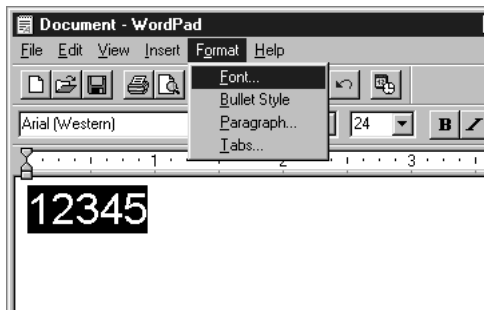 Document - WordPad
File Edit View Insert Format Help
Font...
Bullet Style
Paragraph...
Tabs...
Arial (Western) 24 B I
1 2 3
12345